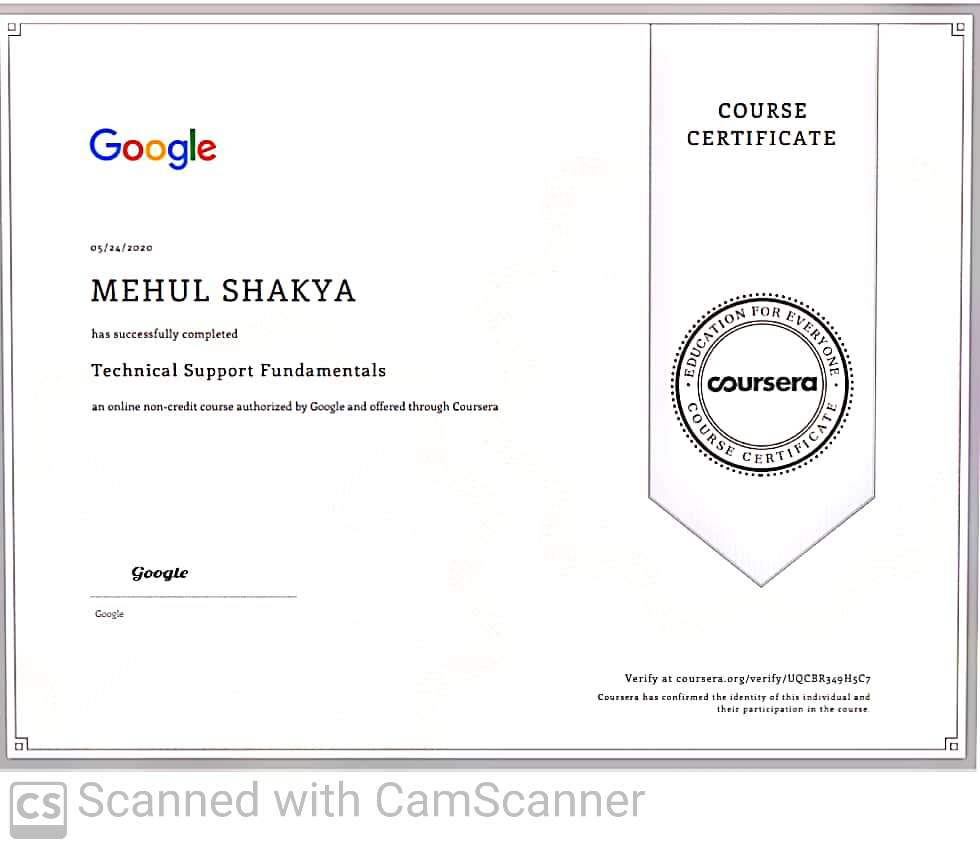 COURSE
CERTIFICATE
Google
05/24/2020
MEHUL SHAKYA
has successfully completed
Technical Support Fundamentals
an online non-credit course authorized by Google and offered through Coursera
EDUCATION FOR EVERYONE
coursera
COURSE CERTIFICATE
Google
Google
Verify at coursera.org/verify/UQCBR349H5C7
Coursera has confirmed the identity of this individual and
their participation in the course.
CS Scanned with CamScanner